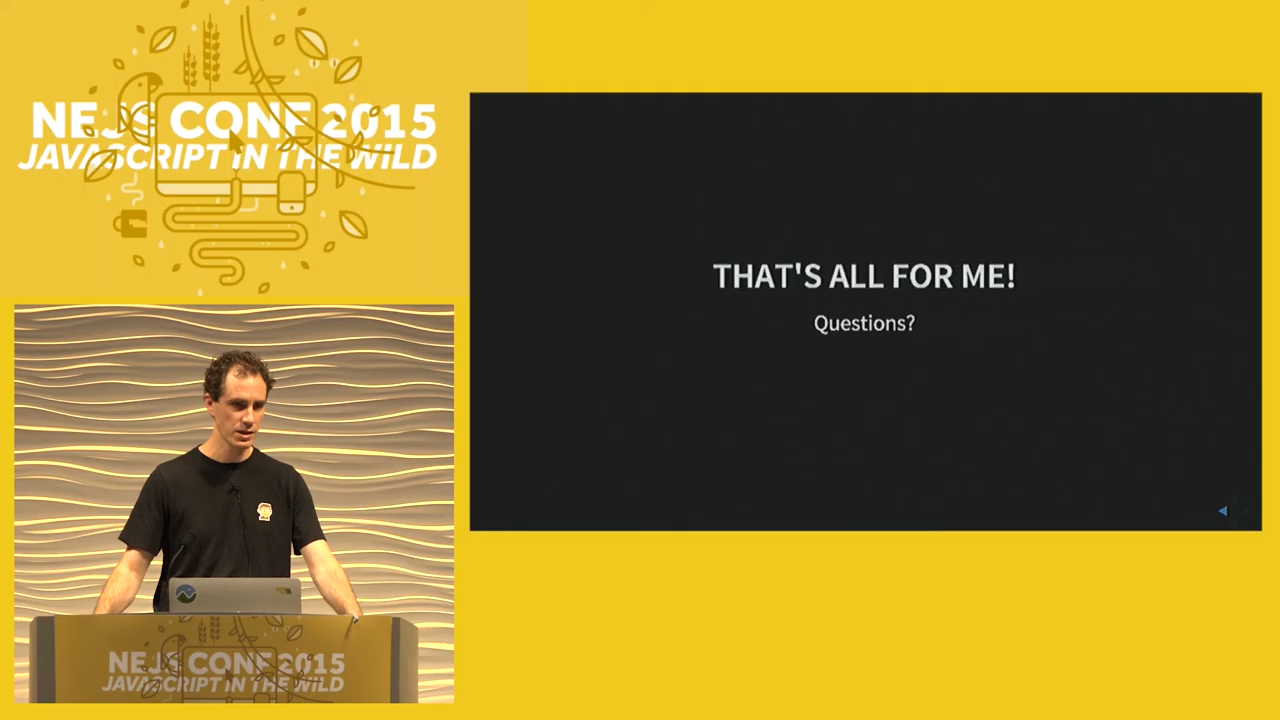 NEJS CONF 2015
JAVASCRIPT IN THE WILD
THAT'S ALL FOR ME!
Questions?
NEJS CONF 2015
JAVASCRIPT IN THE WILD